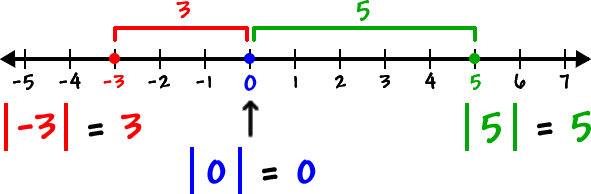 3 5
-5 -4 -3 -2 -1 0 1 2 3 4 5 6 7
|-3| = 3 |5| = 5
|0| = 0